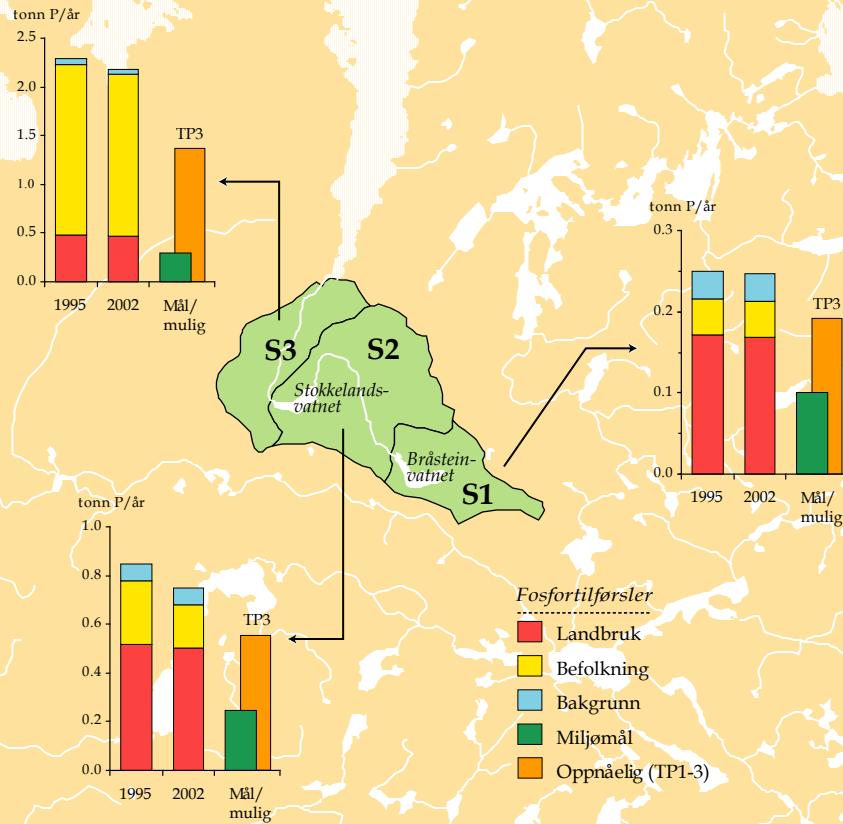 tonn P/år
2.5
2.0
1.5
1.0
0.5
0.0
TP3
1995
2002
Mål/
mulig
tonn P/år
0.3
0.2
0.1
0.0
TP3
1995
2002
Mål/
mulig
S3
S2
Stokkelands-
vatnet
Bråstein-
vatnet
S1
tonn P/år
1.0
0.8
0.6
0.4
0.2
0.0
TP3
1995
2002
Mål/
mulig
Fosfortilførsler
Landbruk
Befolkning
Bakgrunn
Miljømål
Oppnåelig (TP1-3)